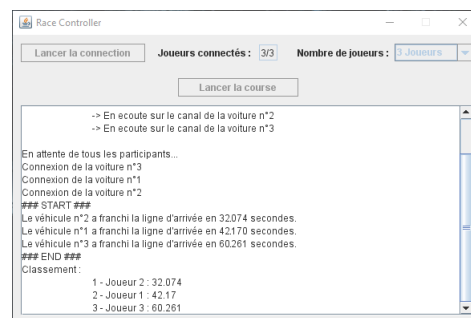 Race Controller
Lancer la connection Joueurs connectés : 3/3 Nombre de joueurs : 3 Joueurs
Lancer la course
-> En ecoute sur le canal de la voiture n°2
-> En ecoute sur le canal de la voiture n°3
En attente de tous les participants...
Connexion de la voiture n°3
Connexion de la voiture n°1
Connexion de la voiture n°2
### START ###
Le véhicule n°2 a franchi la ligne d'arrivée en 32.074 secondes.
Le véhicule n°1 a franchi la ligne d'arrivée en 42.170 secondes.
Le véhicule n°3 a franchi la ligne d'arrivée en 60.261 secondes.
### END ###
Classement :
1 - Joueur 2 : 32.074
2 - Joueur 1 : 42.17
3 - Joueur 3 : 60.261